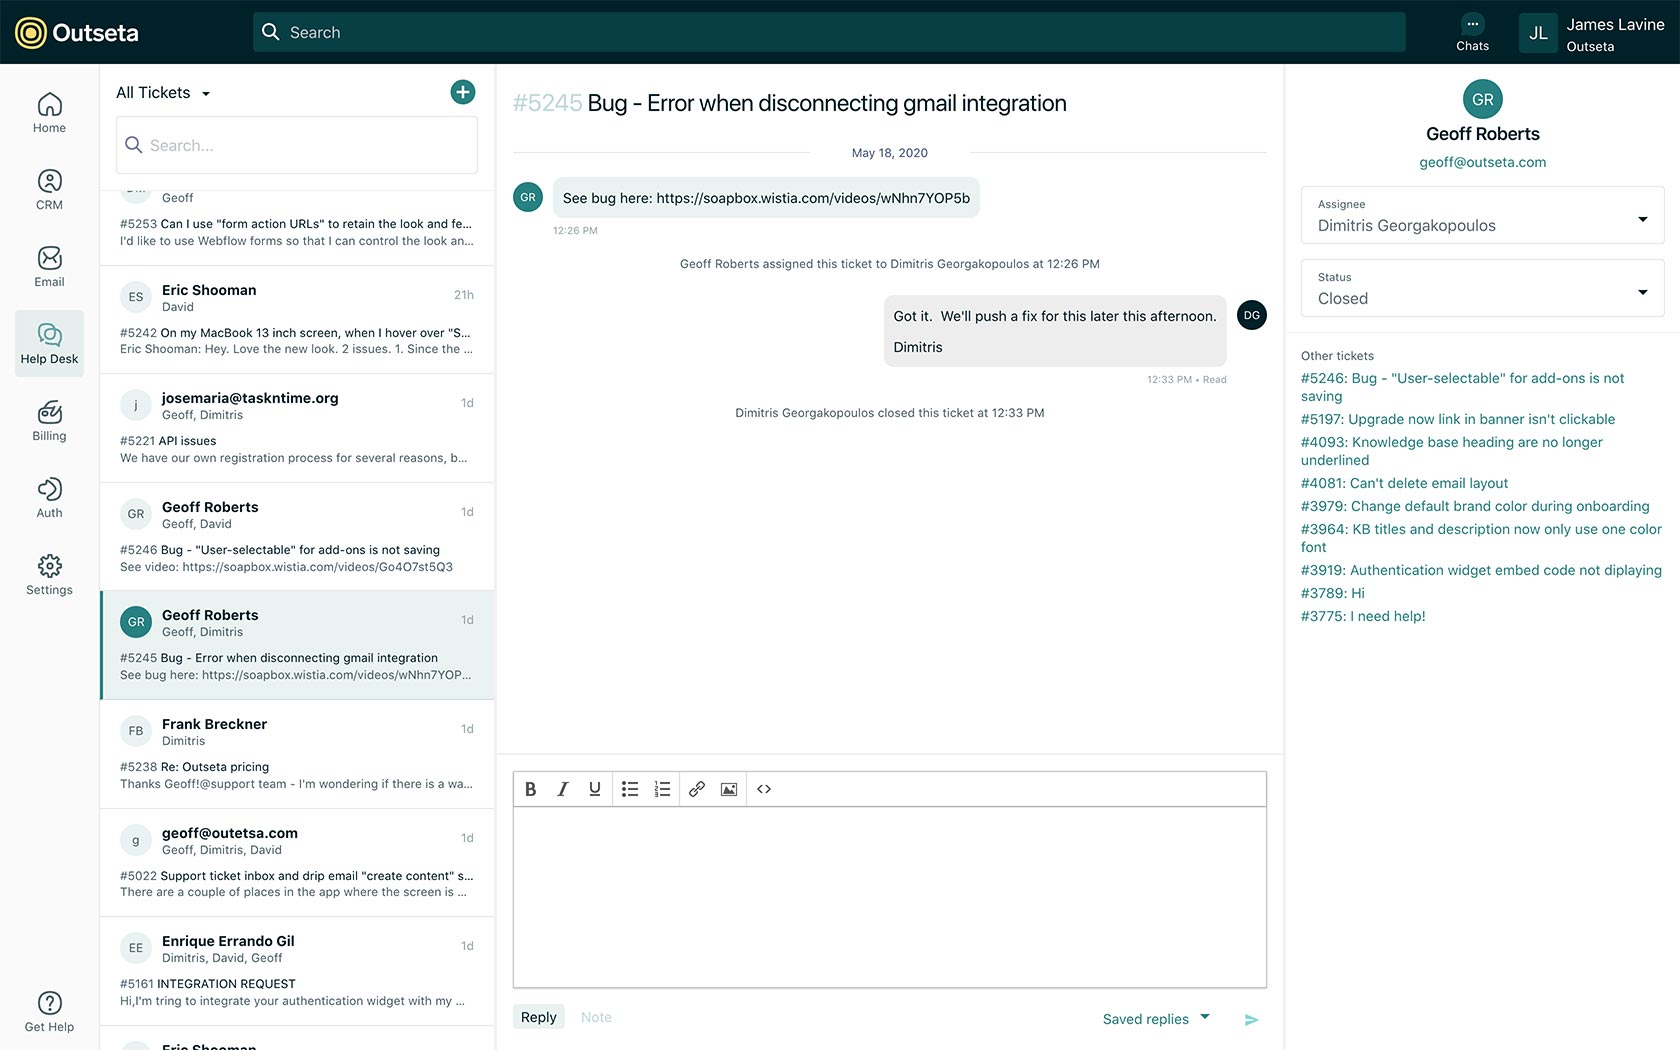 Outseta
Search
Chats
JL
James Lavine
Outseta
Home
CRM
Email
Help Desk
Billing
Auth
Settings
Get Help
All Tickets
Search...
Geoff
#5253 Can I use "form action URLs" to retain the look and fe...
I'd like to use Webflow forms so that I can control the look an...
ES
Eric Shooman
21h
David
#5242 On my MacBook 13 inch screen, when I hover over "S...
Eric Shooman: Hey. Love the new look. 2 issues. 1. Since the ...
j
josemaria@taskntime.org
1d
Geoff, Dimitris
#5221 API issues
We have our own registration process for several reasons, b...
GR
Geoff Roberts
1d
Geoff, David
#5246 Bug - "User-selectable" for add-ons is not saving
See video: https://soapbox.wistia.com/videos/Go4O7st5Q3
GR
Geoff Roberts
1d
Geoff, Dimitris
#5245 Bug - Error when disconnecting gmail integration
See bug here: https://soapbox.wistia.com/videos/wNhn7YOP...
FB
Frank Breckner
1d
Dimitris
#5238 Re: Outseta pricing
Thanks Geoff!@support team - I'm wondering if there is a wa...
g
geoff@outetsa.com
1d
Geoff, Dimitris, David
#5022 Support ticket inbox and drip email "create content" s...
There are a couple of places in the app where the screen is ...
EE
Enrique Errando Gil
1d
Dimitris, David, Geoff
#5161 INTEGRATION REQUEST
Hi,I'm tring to integrate your authentication widget with my ...
Eric Shooman
#5245 Bug - Error when disconnecting gmail integration
May 18, 2020
GR
See bug here: https://soapbox.wistia.com/videos/wNhn7YOP5b
12:26 PM
Geoff Roberts assigned this ticket to Dimitris Georgakopoulos at 12:26 PM
Got it. We'll push a fix for this later this afternoon.
Dimitris
DG
12:33 PM • Read
Dimitris Georgakopoulos closed this ticket at 12:33 PM
B I U
Reply
Note
Saved replies
GR
Geoff Roberts
geoff@outseta.com
Assignee
Dimitris Georgakopoulos
Status
Closed
Other tickets
#5246: Bug - "User-selectable" for add-ons is not
saving
#5197: Upgrade now link in banner isn't clickable
#4093: Knowledge base heading are no longer
underlined
#4081: Can't delete email layout
#3979: Change default brand color during onboarding
#3964: KB titles and description now only use one color
font
#3919: Authentication widget embed code not diplaying
#3789: Hi
#3775: I need help!